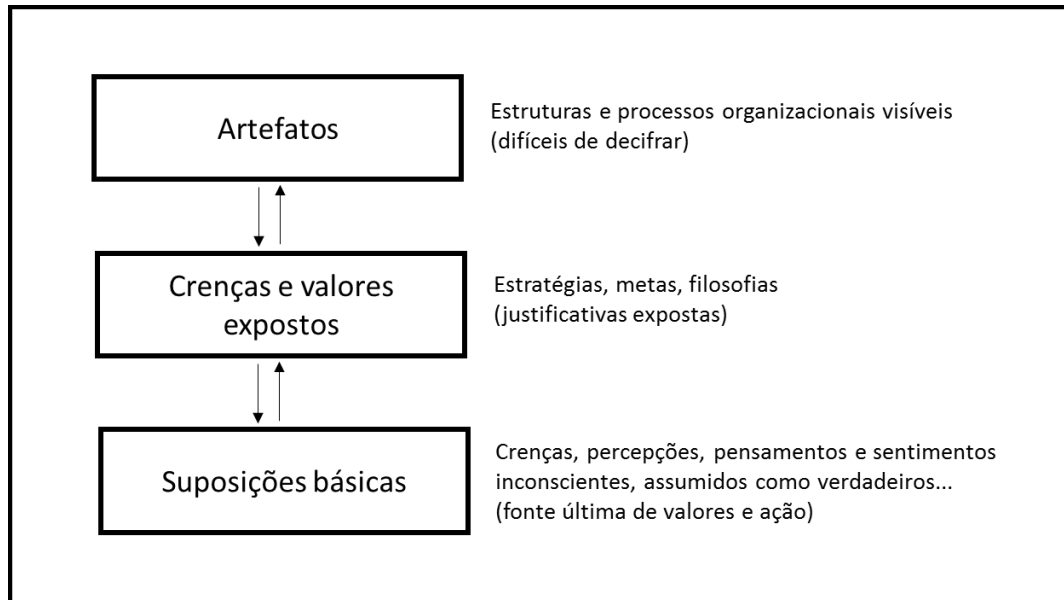 Artefatos
Estruturas e processos organizacionais visíveis
(difíceis de decifrar)
Crenças e valores
expostos
Estratégias, metas, filosofias
(justificativas expostas)
Suposições básicas
Crenças, percepções, pensamentos e sentimentos
inconscientes, assumidos como verdadeiros...
(fonte última de valores e ação)